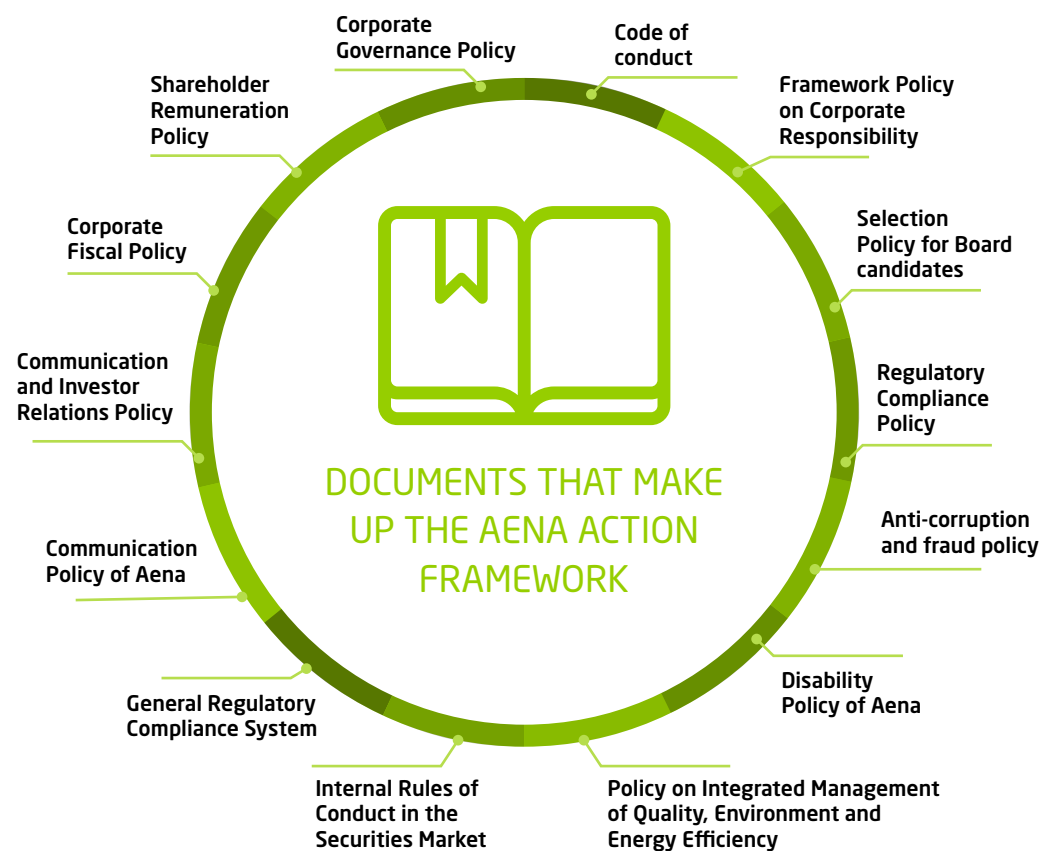 Corporate
Governance Policy
Code of
conduct
Framework Policy
on Corporate
Responsibility
Selection
Policy for Board
candidates
Regulatory
Compliance
Policy
Anti-corruption
and fraud policy
Disability
Policy of Aena
Policy on Integrated Management
of Quality, Environment and
Energy Efficiency
Internal Rules of
Conduct in the
Securities Market
General Regulatory
Compliance System
Communication
Policy of Aena
Communication
and Investor
Relations Policy
Corporate
Fiscal Policy
Shareholder
Remuneration
Policy
DOCUMENTS THAT MAKE
UP THE AENA ACTION
FRAMEWORK